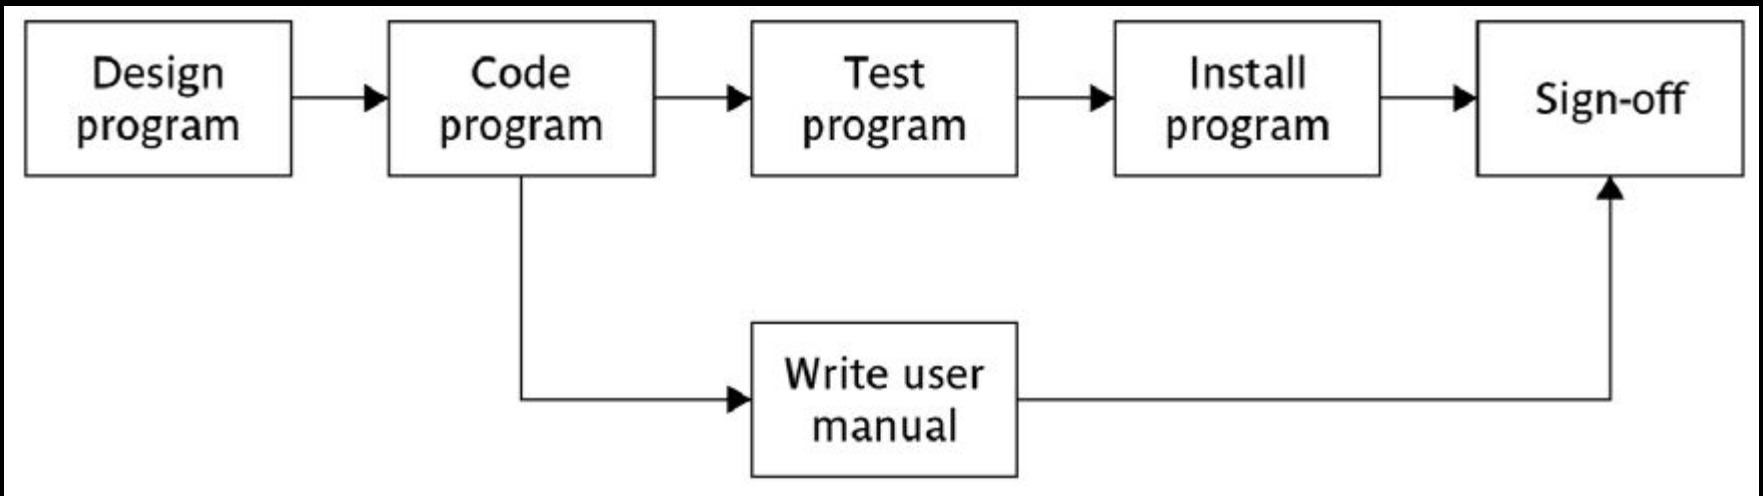 Design
program
Code
program
Test
program
Install
program
Sign-off
Write user
manual